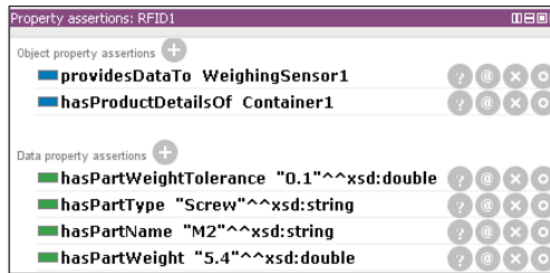 Property assertions: RFID1
Object property assertions
providesDataTo WeighingSensor1
hasProductDetailsOf Container1
Data property assertions
hasPartWeightTolerance "0.1"^^xsd:double
hasPartType "Screw"^^xsd:string
hasPartName "M2"^^xsd:string
hasPartWeight "5.4"^^xsd:double